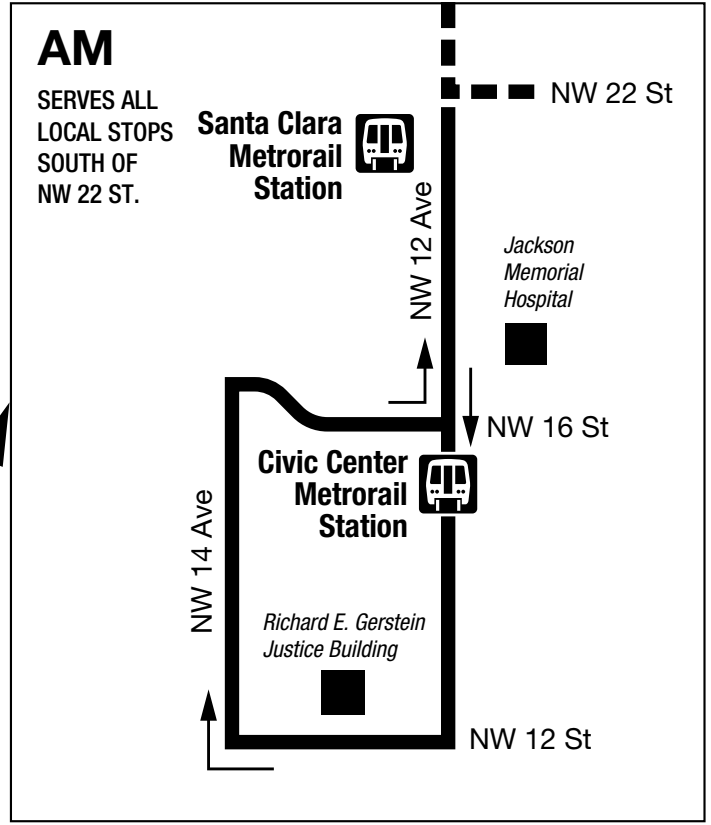 AM
SERVES ALL
LOCAL STOPS
SOUTH OF
NW 22 ST.
NW 22 St
Santa Clara
Metrorail
Station
NW 12 Ave
Jackson
Memorial
Hospital
NW 16 St
Civic Center
Metrorail
Station
NW 14 Ave
Richard E. Gerstein
Justice Building
NW 12 St